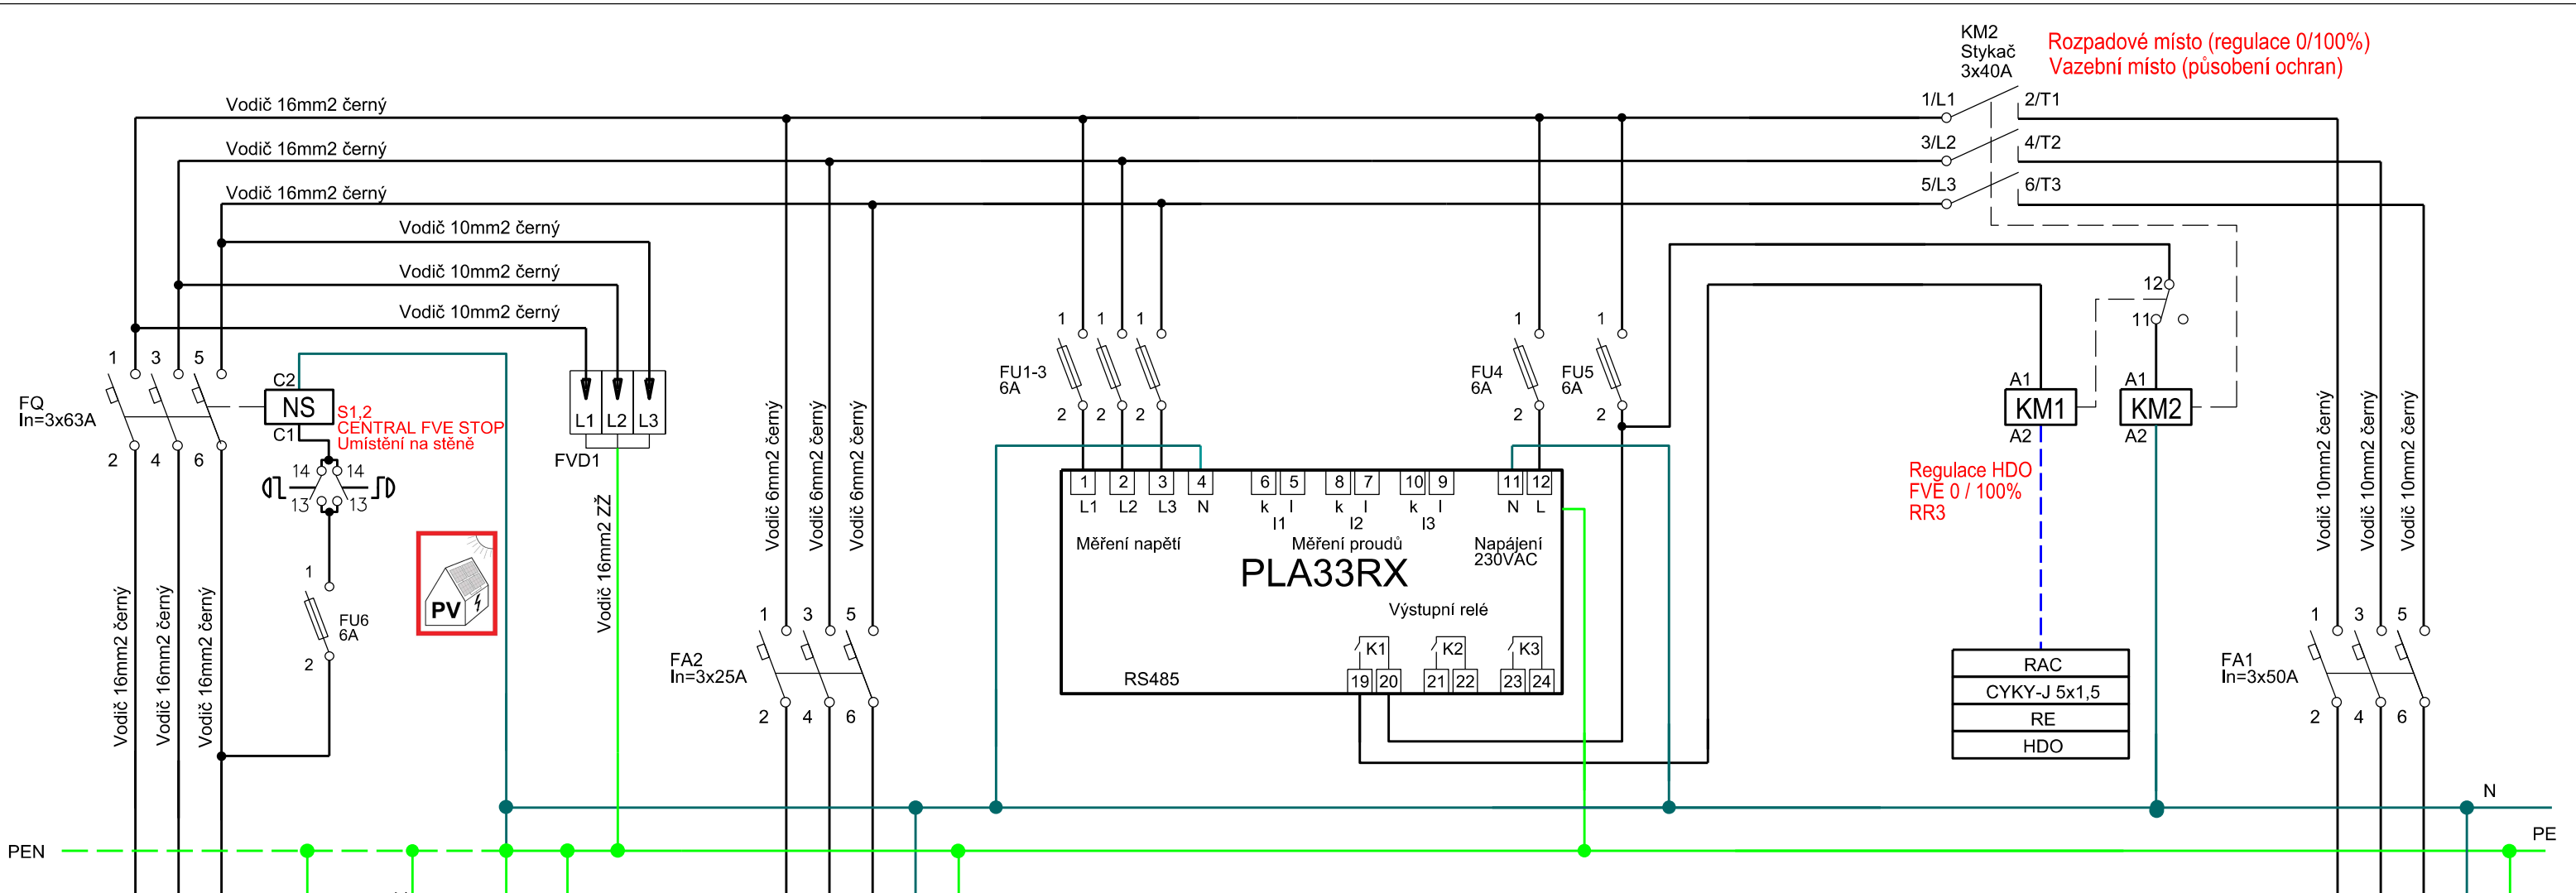 KM2
Stykač
3x40A
Rozpadové místo (regulace 0/100%)
Vazební místo (působení ochran)
Vodič 16mm2 černý
1/L1
2/T1
Vodič 16mm2 černý
3/L2
4/T2
Vodič 16mm2 černý
5/L3
6/T3
Vodič 10mm2 černý
Vodič 10mm2 černý
Vodič 10mm2 černý
12
11
1
3
5
FQ
In=3x63A
2
4
6
C2
NS
C1
S1,2
CENTRAL FVE STOP
Umístění na stěně
14
14
13
13
L1
L2
L3
FVD1
1
1
1
FU1-3
6A
2
2
2
1
FU4
6A
2
1
FU5
6A
2
A1
KM1
A2
A1
KM2
A2
Regulace HDO
FVE 0 / 100%
RR3
Vodič 6mm2 černý
Vodič 6mm2 černý
Vodič 6mm2 černý
Vodič 10mm2 černý
Vodič 10mm2 černý
Vodič 10mm2 černý
1
2
3
4
6
5
8
7
10
9
11
12
L1
L2
L3
N
k
l
k
l
k
l
N
L
I1
I2
I3
Měření napětí
Měření proudů
Napájení
230VAC
PLA33RX
Výstupní relé
K1
K2
K3
RS485
19
20
21
22
23
24
PV
1
FU6
6A
2
Vodič 16mm2 ZŽ
Vodič 16mm2 černý
Vodič 16mm2 černý
Vodič 16mm2 černý
1
3
5
FA2
In=3x25A
2
4
6
RAC
CYKY-J 5x1,5
RE
HDO
1
3
5
FA1
In=3x50A
2
4
6
N
PEN
PE